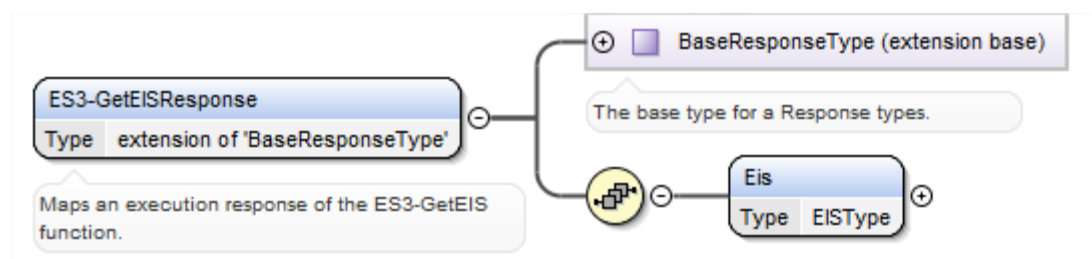 BaseResponseType (extension base)
The base type for a Response types.
ES3-GetEISResponse
Type extension of 'BaseResponseType'
Maps an execution response of the ES3-GetEIS
function.
Eis
Type EISType